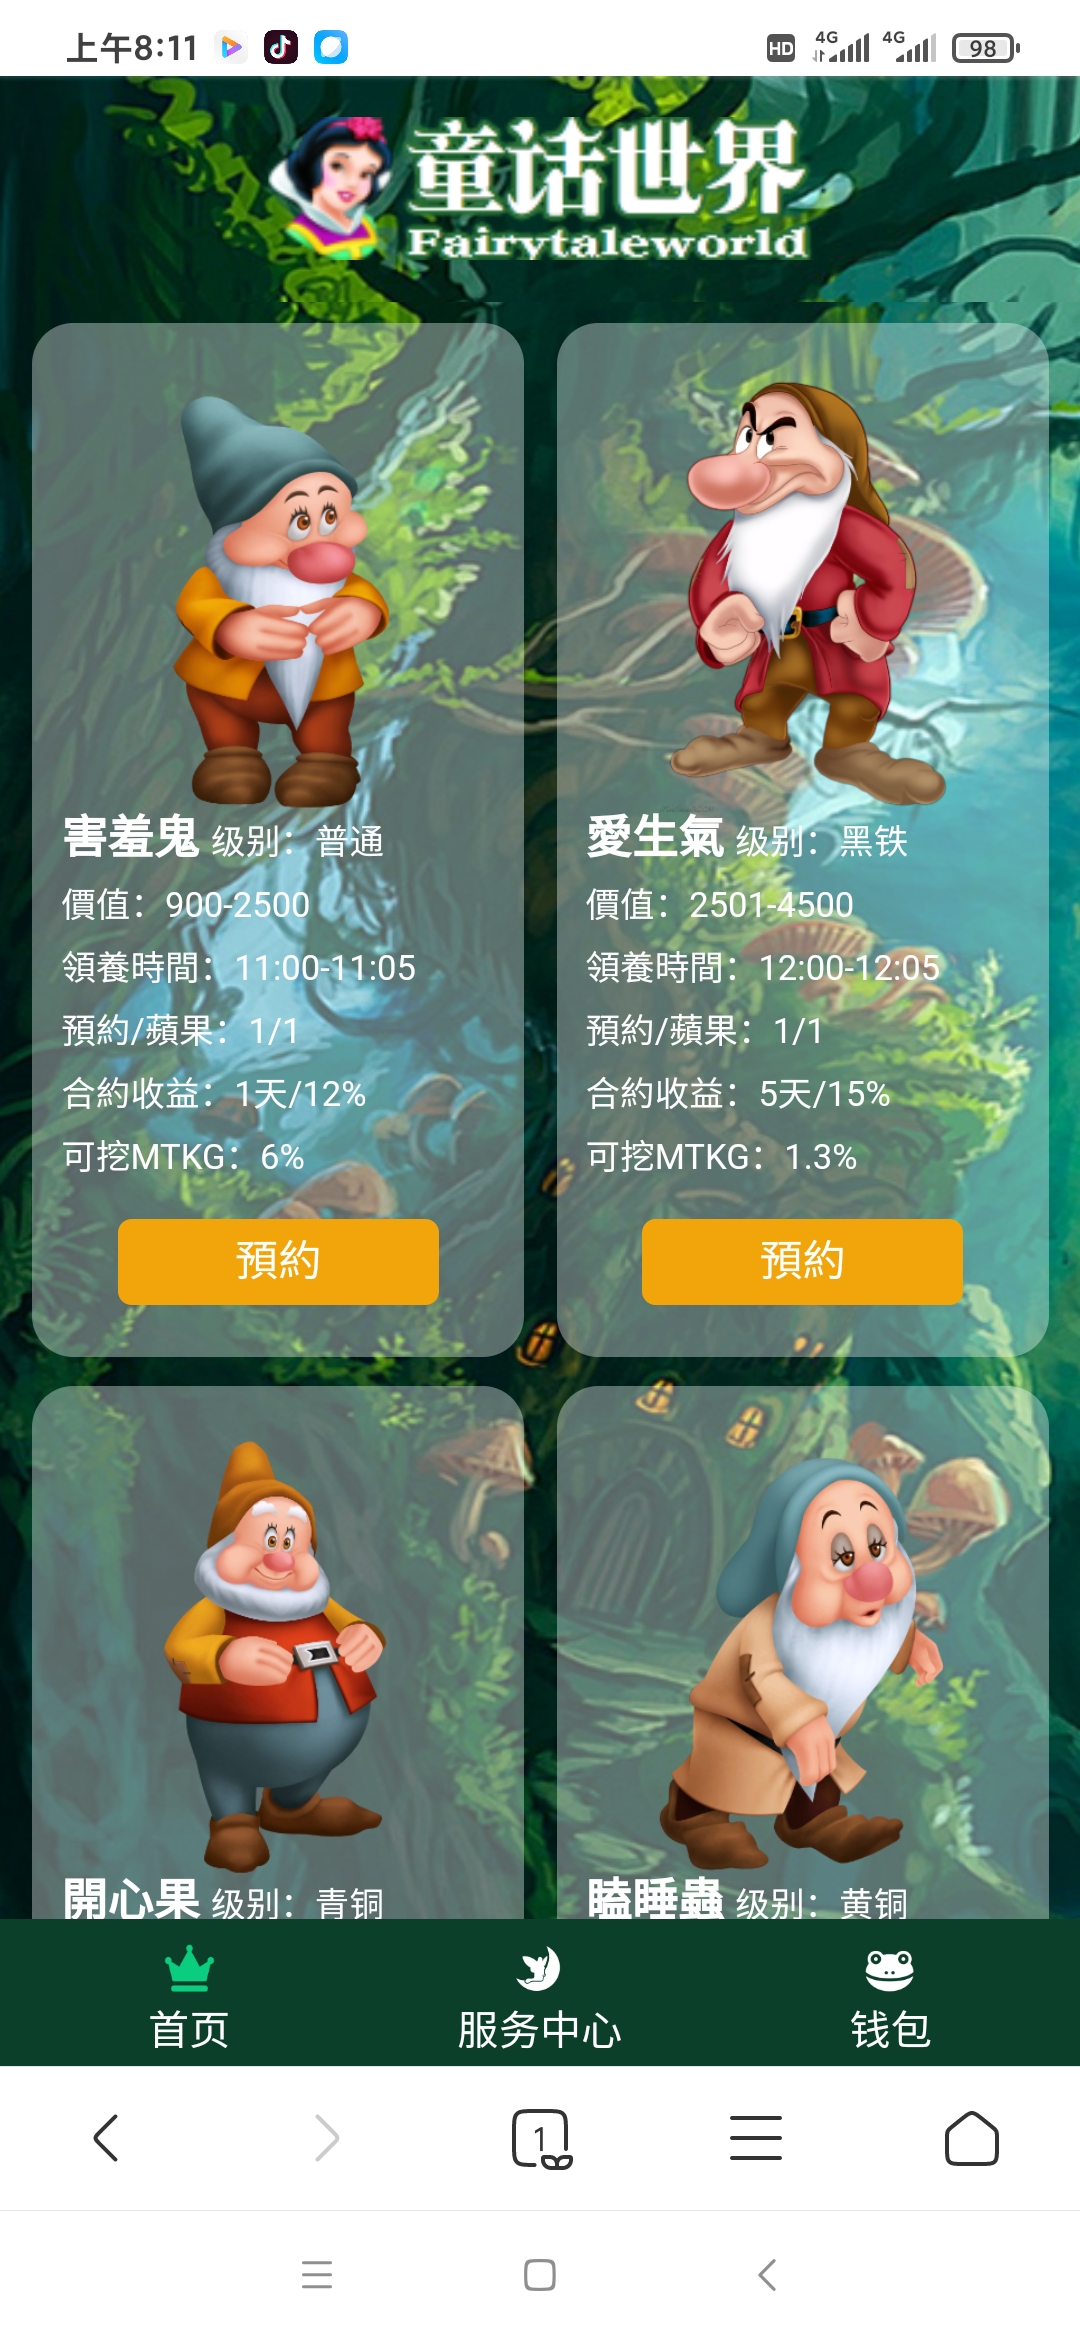 上午8:11
HD 4G 4G 98
童话世界
Fairytaleworld
害羞鬼 级别：普通
價值：900-2500
領養時間：11:00-11:05
預約/蘋果：1/1
合約收益：1天/12%
可挖MTKG：6%
預約
愛生氣 级别：黑铁
價值：2501-4500
領養時間：12:00-12:05
預約/蘋果：1/1
合約收益：5天/15%
可挖MTKG：1.3%
預約
開心果 级别：青铜
瞌睡蟲 级别：黄铜
首页
服务中心
钱包
1